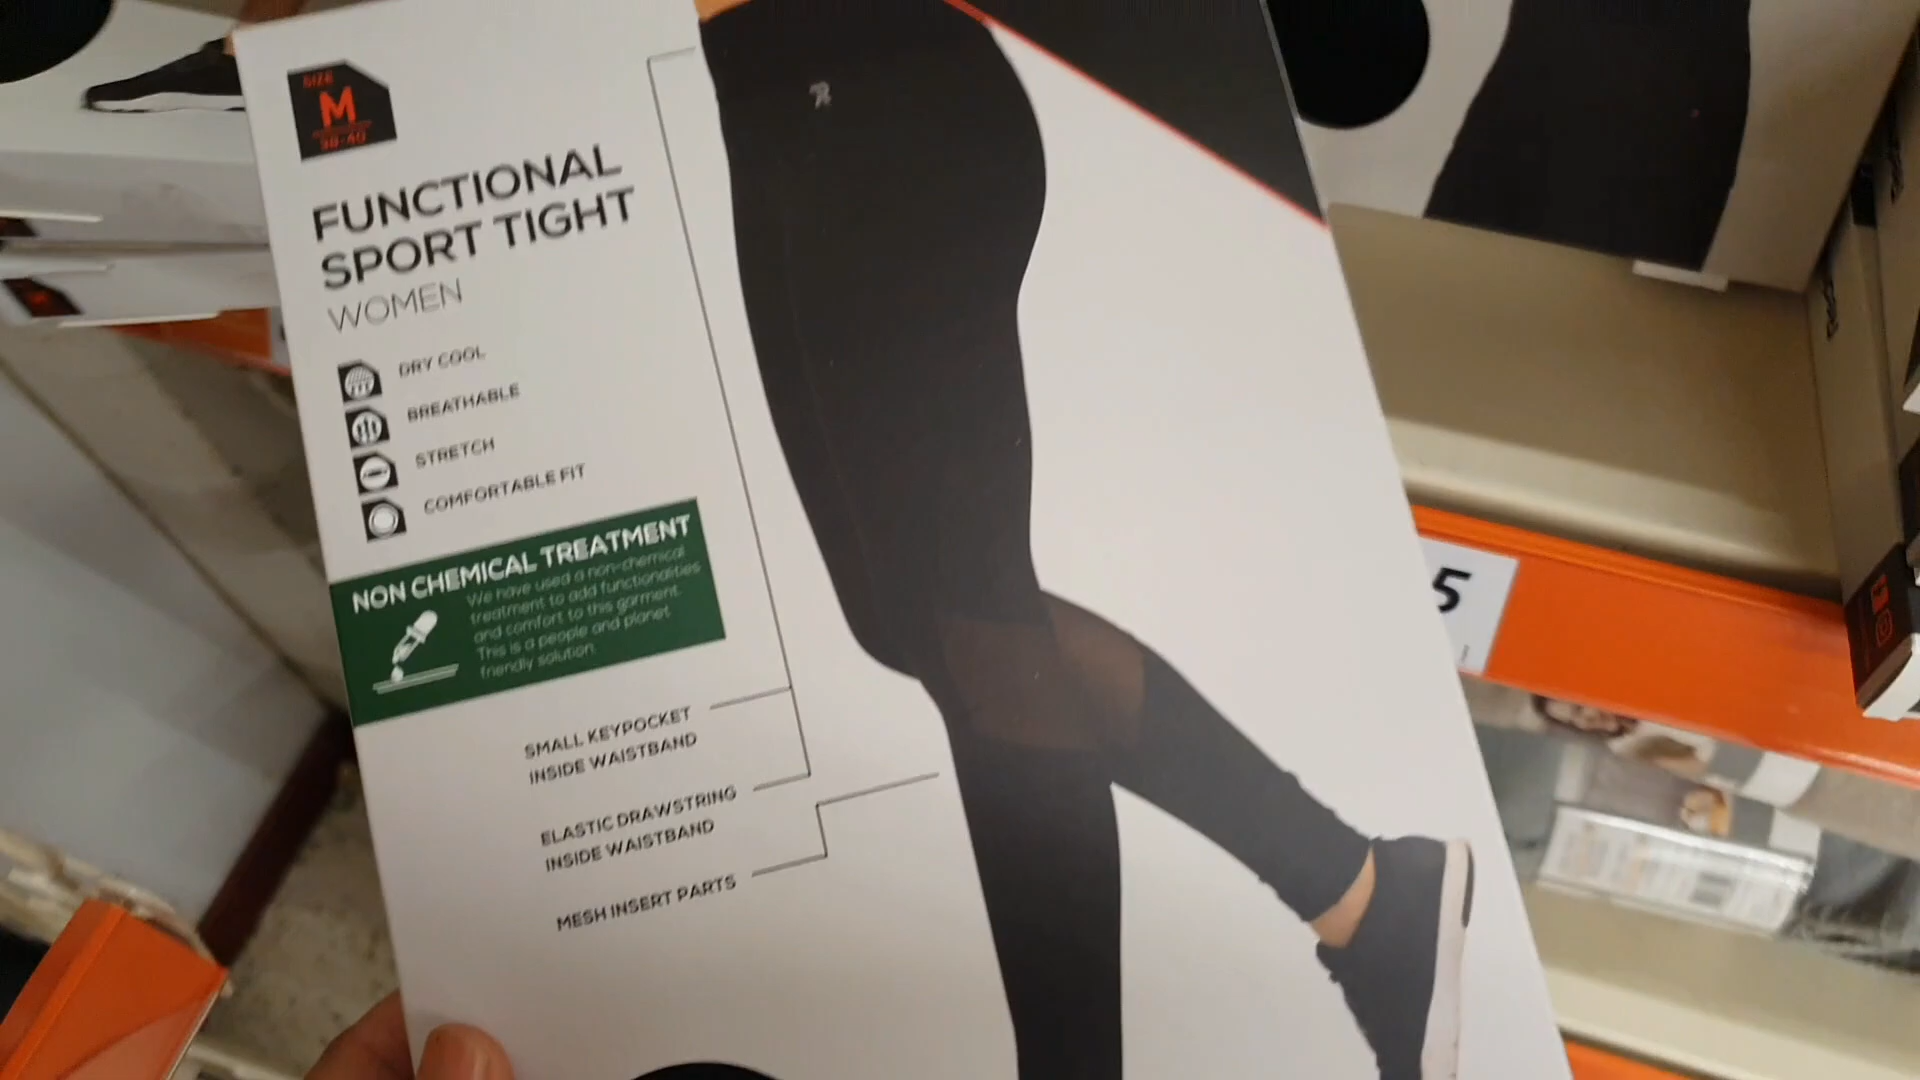 SIZE
M
38-40
FUNCTIONAL
SPORT TIGHT
WOMEN
DRY COOL
BREATHABLE
STRETCH
COMFORTABLE FIT
NON CHEMICAL TREATMENT
We have used a non-chemical
treatment to add functionalities
and comfort to this garment.
This is a people and planet
friendly solution.
SMALL KEYPOCKET
INSIDE WAISTBAND
ELASTIC DRAWSTRING
INSIDE WAISTBAND
MESH INSERT PARTS
5